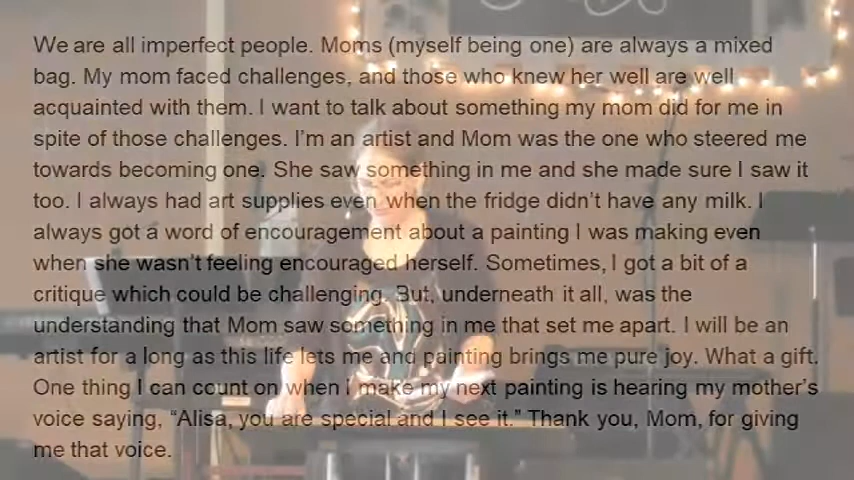 We are all imperfect people. Moms (myself being one) are always a mixed
bag. My mom faced challenges, and those who knew her well are well
acquainted with them. I want to talk about something my mom did for me in
spite of those challenges. I'm an artist and Mom was the one who steered me
towards becoming one. She saw something in me and she made sure I saw it
too. I always had art supplies even when the fridge didn't have any milk. I
always got a word of encouragement about a painting I was making even
when she wasn't feeling encouraged herself. Sometimes, I got a bit of a
critique which could be challenging. But, underneath it all, was the
understanding that Mom saw something in me that set me apart. I will be an
artist for a long as this life lets me and painting brings me pure joy. What a gift.
One thing I can count on when I make my next painting is hearing my mother's
voice saying, “Alisa, you are special and I see it.” Thank you, Mom, for giving
me that voice.